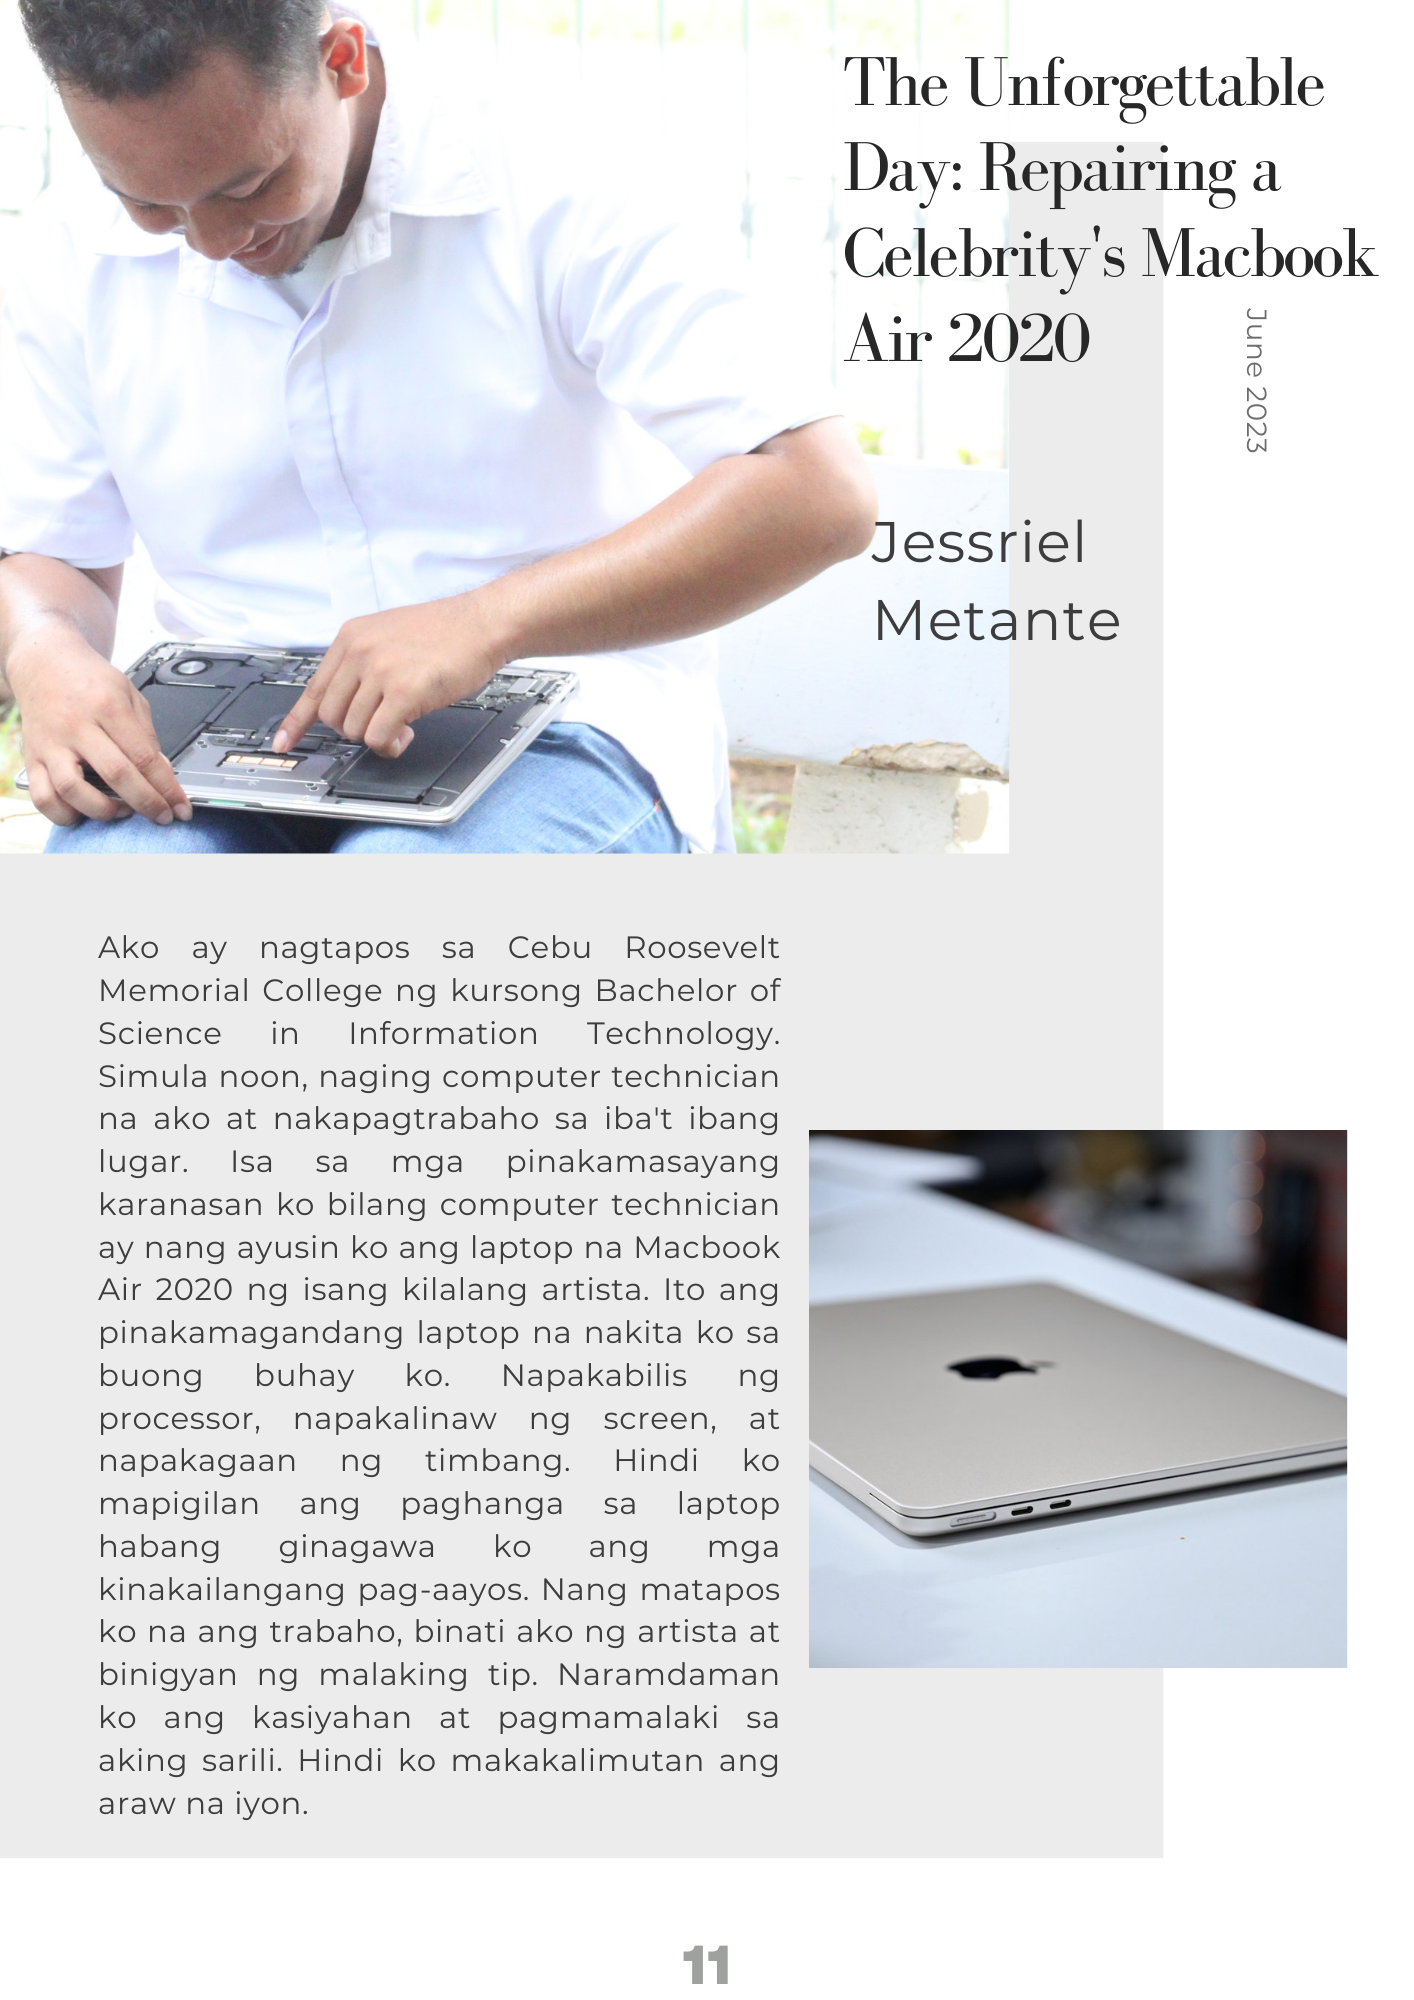 The Unforgettable
Day: Repairing a
Celebrity's Macbook
Air 2020
June 2023
Jessriel
Metante
Ako ay nagtapos sa Cebu Roosevelt
Memorial College ng kursong Bachelor of
Science in Information Technology.
Simula noon, naging computer technician
na ako at nakapagtrabaho sa iba't ibang
lugar. Isa sa mga pinakamasayang
karanasan ko bilang computer technician
ay nang ayusin ko ang laptop na Macbook
Air 2020 ng isang kilalang artista. Ito ang
pinakamagandang laptop na nakita ko sa
buong buhay ko. Napakabilis ng
processor, napakalinaw ng screen, at
napakagaan ng timbang. Hindi ko
mapigilan ang paghanga sa laptop
habang ginagawa ko ang mga
kinakailangang pag-aayos. Nang matapos
ko na ang trabaho, binati ako ng artista at
binigyan ng malaking tip. Naramdaman
ko ang kasiyahan at pagmamalaki sa
aking sarili. Hindi ko makakalimutan ang
araw na iyon.
11